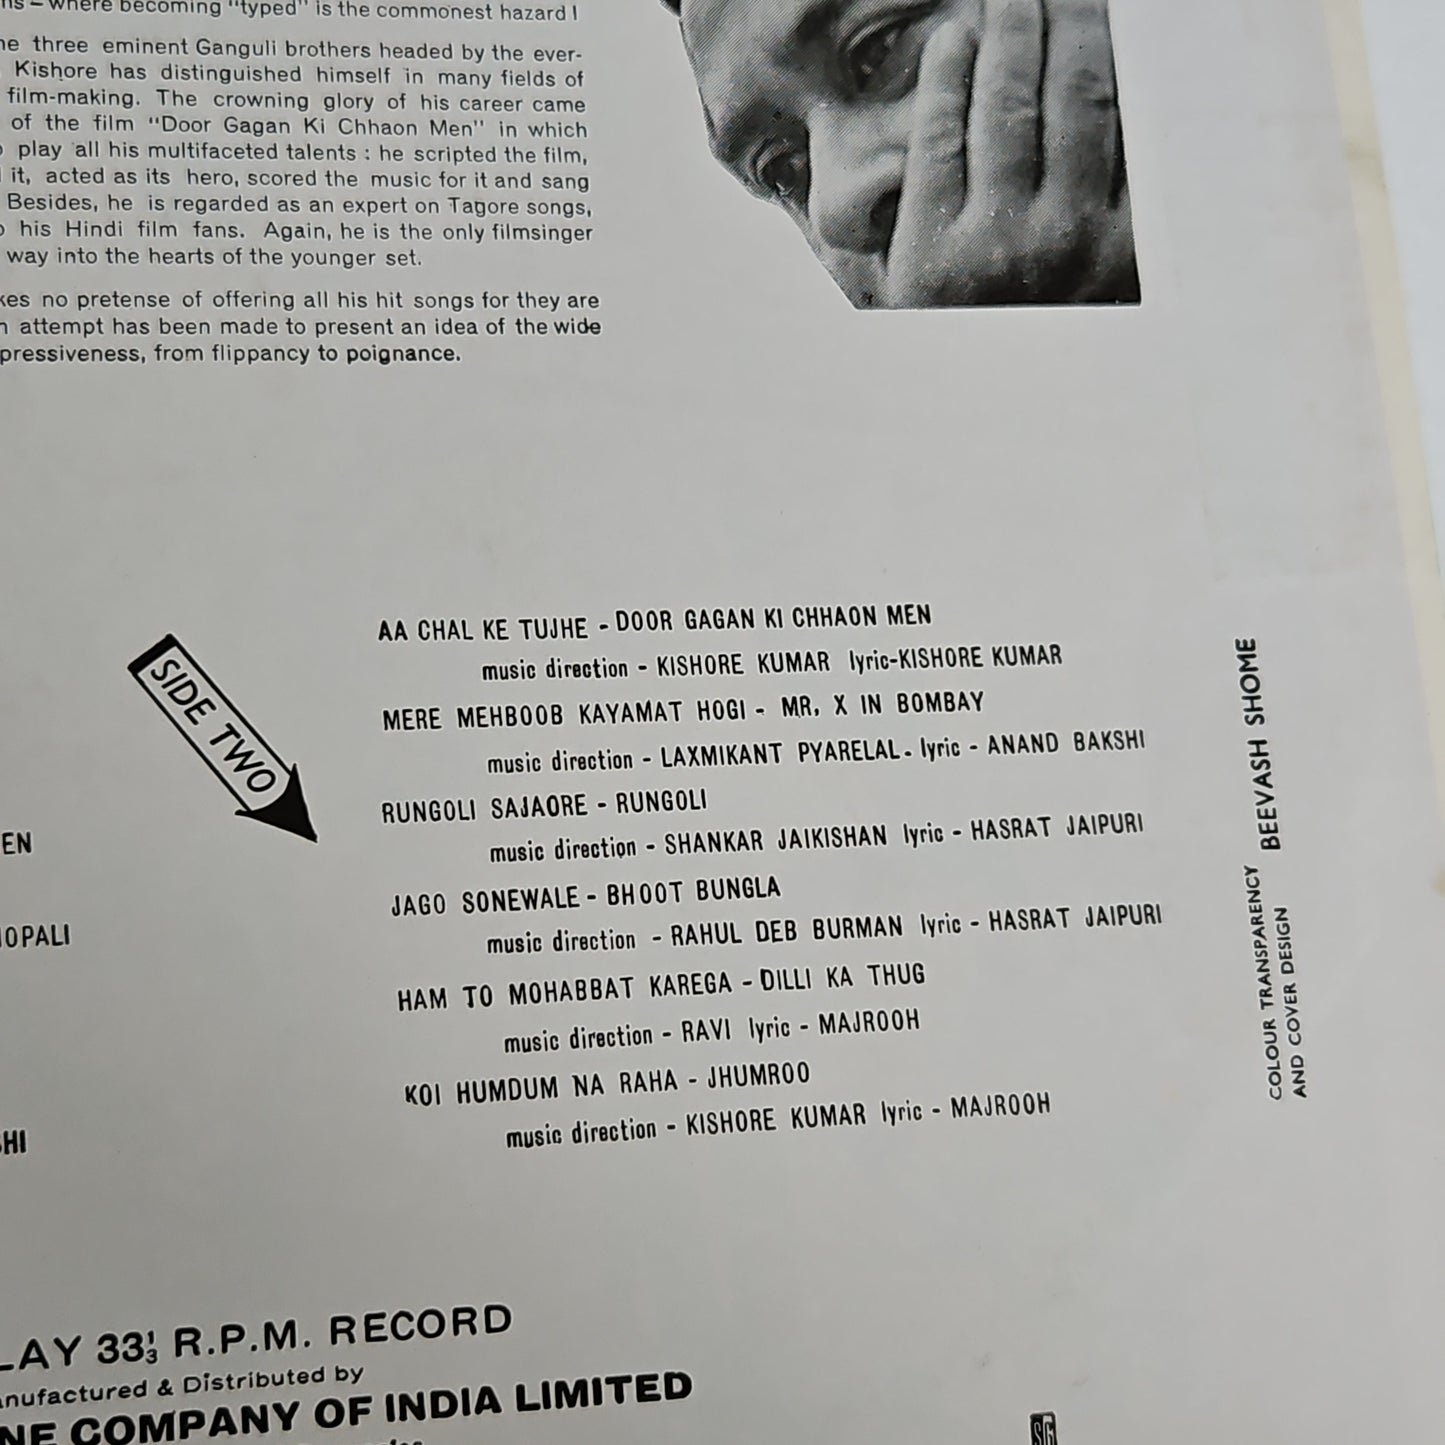 where becoming "typed" is the commonest hazard !
three eminent Ganguli brothers headed by the ever-
Kishore has distinguished himself in many fields of
film-making. The crowning glory of his career came
of the film "Door Gagan Ki Chhaon Men" in which
play all his multifaceted talents : he scripted the film,
it, acted as its hero, scored the music for it and sang
Besides, he is regarded as an expert on Tagore songs,
his Hindi film fans. Again, he is the only filmsinger
way into the hearts of the younger set.
no pretense of offering all his hit songs for they are
attempt has been made to present an idea of the wide
pressiveness, from flippancy to poignance.
SIDE TWO
AA CHAL KE TUJHE - DOOR GAGAN KI CHHAON MEN
music direction - KISHORE KUMAR lyric-KISHORE KUMAR
MERE MEHBOOB KAYAMAT HOGI - MR, X IN BOMBAY
music direction - LAXMIKANT PYARELAL - lyric - ANAND BAKSHI
RUNGOLI SAJAORE - RUNGOLI
music direction - SHANKAR JAIKISHAN lyric - HASRAT JAIPURI
JAGO SONEWALE - BHOOT BUNGLA
music direction - RAHUL DEB BURMAN lyric - HASRAT JAIPURI
HAM TO MOHABBAT KAREGA - DILLI KA THUG
music direction - RAVI lyric - MAJROOH
KOI HUMDUM NA RAHA - JHUMROO
music direction - KISHORE KUMAR lyric - MAJROOH
EN
OPALI
HI
COLOUR TRANSPARENCY
AND COVER DESIGN
BEEVASH SHOME
LAY 33⅓ R.P.M. RECORD
nufactured & Distributed by
NE COMPANY OF INDIA LIMITED
SG